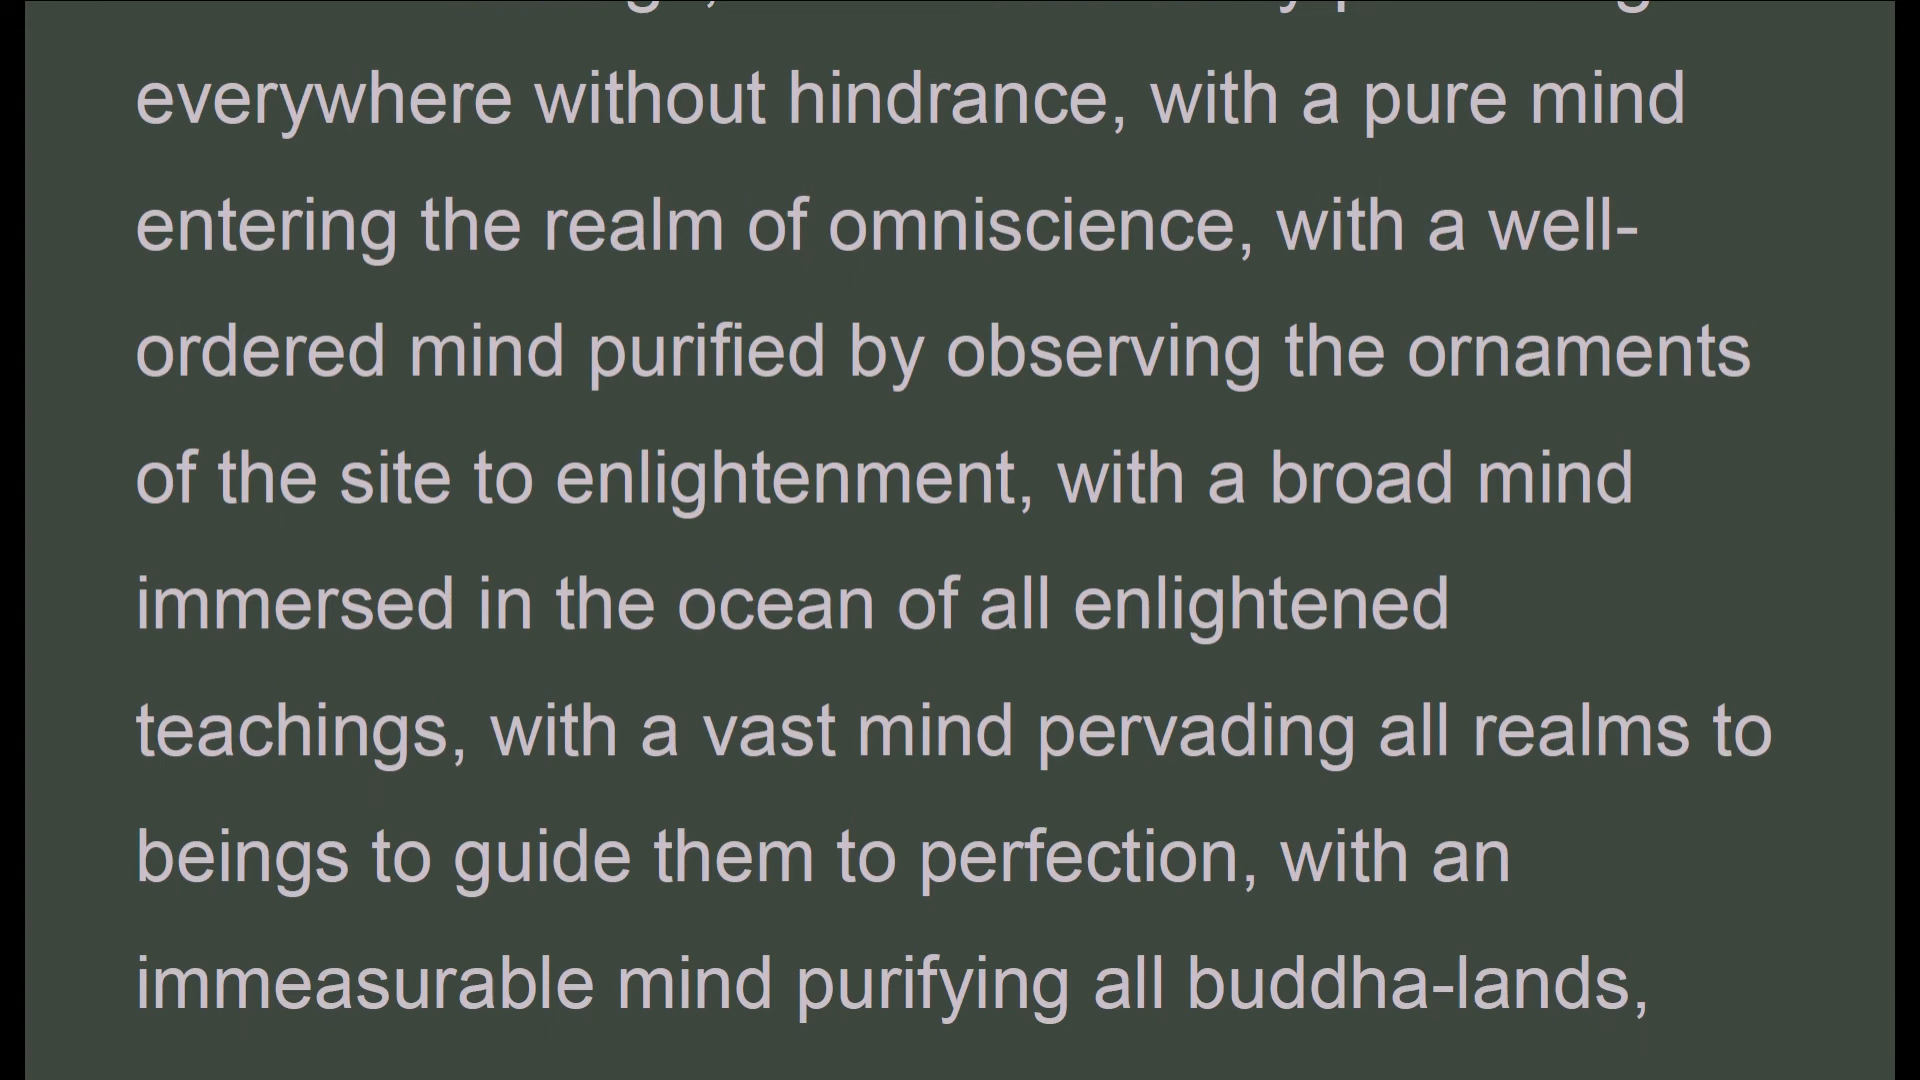 everywhere without hindrance, with a pure mind
entering the realm of omniscience, with a well-
ordered mind purified by observing the ornaments
of the site to enlightenment, with a broad mind
immersed in the ocean of all enlightened
teachings, with a vast mind pervading all realms to
beings to guide them to perfection, with an
immeasurable mind purifying all buddha-lands,